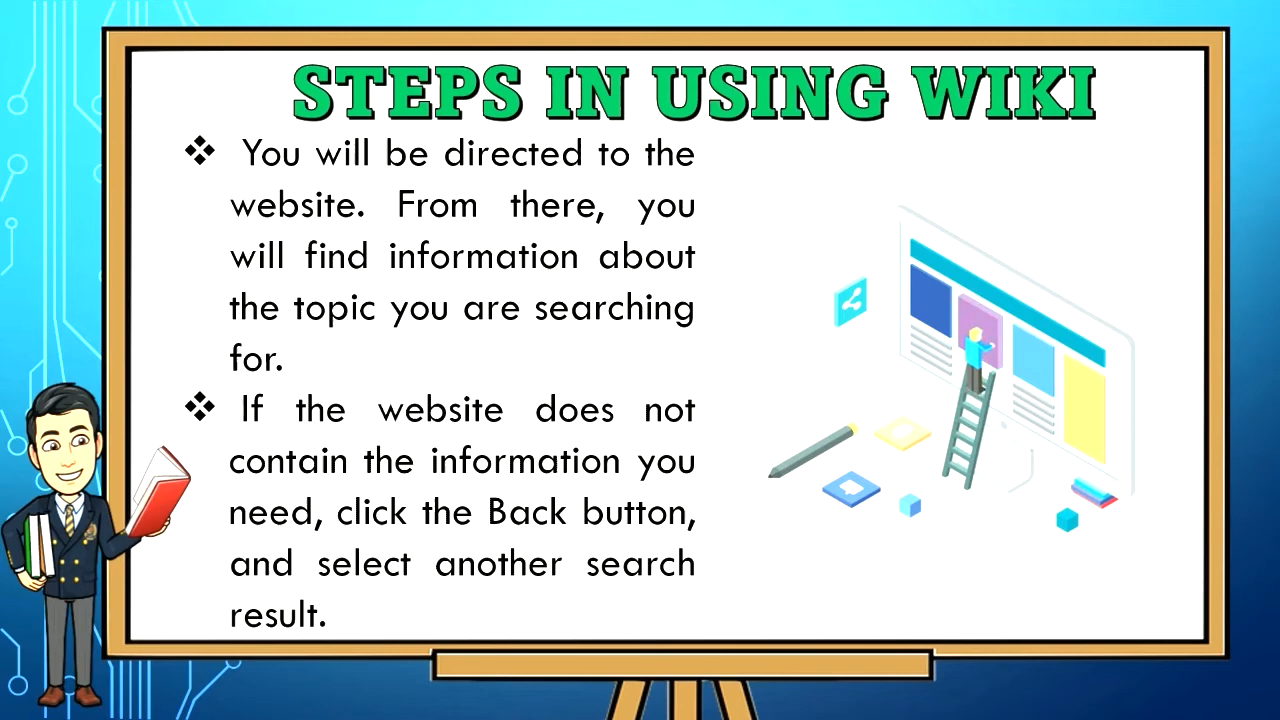 STEPS IN USING WIKI
❖ You will be directed to the
website. From there, you
will find information about
the topic you are searching
for.
❖ If the website does not
contain the information you
need, click the Back button,
and select another search
result.